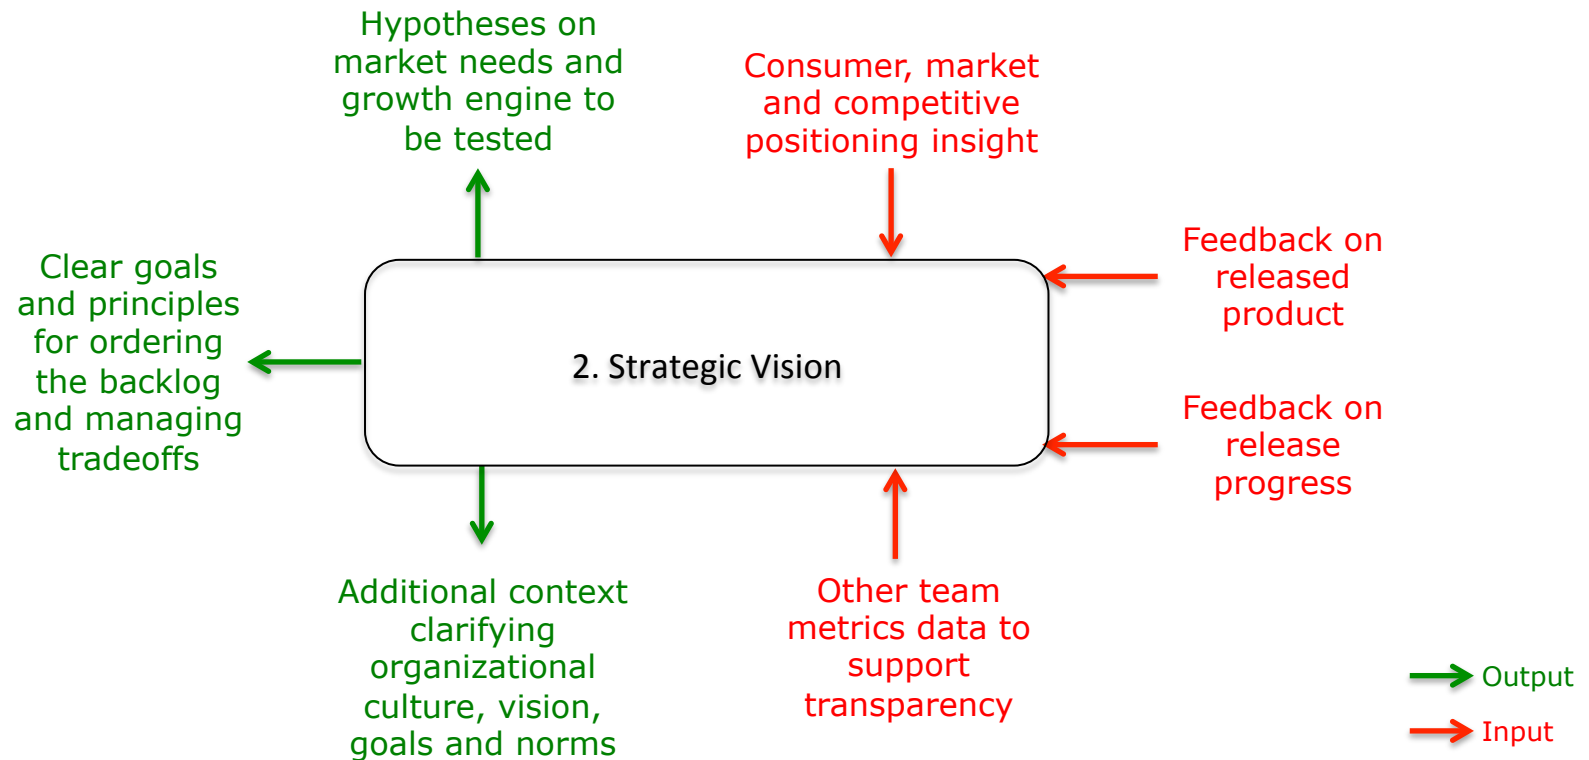 Hypotheses on
market needs and
growth engine to
be tested
Consumer, market
and competitive
positioning insight
Clear goals
and principles
for ordering
the backlog
and managing
tradeoffs
2. Strategic Vision
Feedback on
released
product
Feedback on
release
progress
Additional context
clarifying
organizational
culture, vision,
goals and norms
Other team
metrics data to
support
transparency
Output
Input